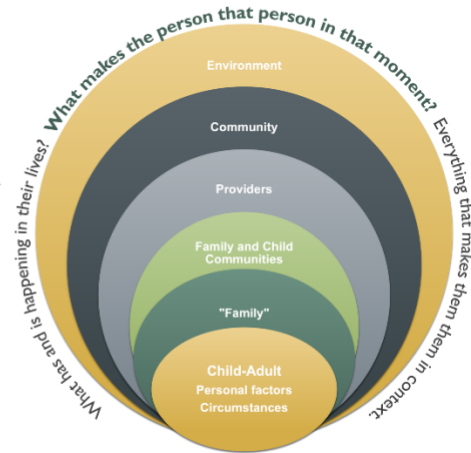 What has and is happening in their lives? What makes the person that person in that moment? Everything that makes them them in context.
Environment
Community
Providers
Family and Child
Communities
"Family"
Child-Adult
Personal factors
Circumstances